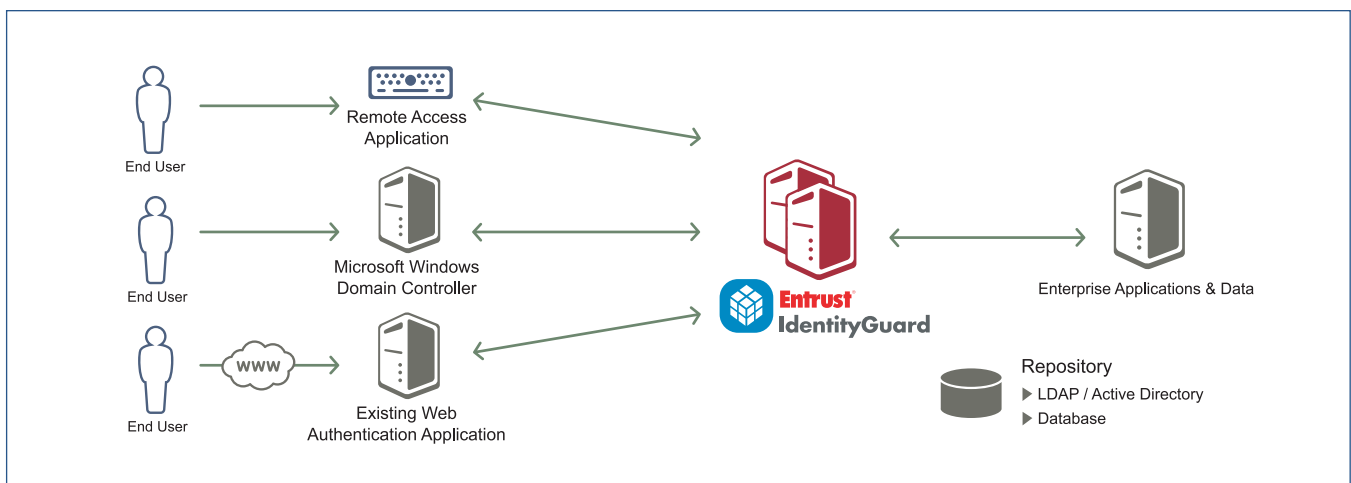 End User
Remote Access
Application
End User
Microsoft Windows
Domain Controller
End User
www
Existing Web
Authentication Application
Entrust®
IdentityGuard
Enterprise Applications & Data
Repository
LDAP / Active Directory
Database